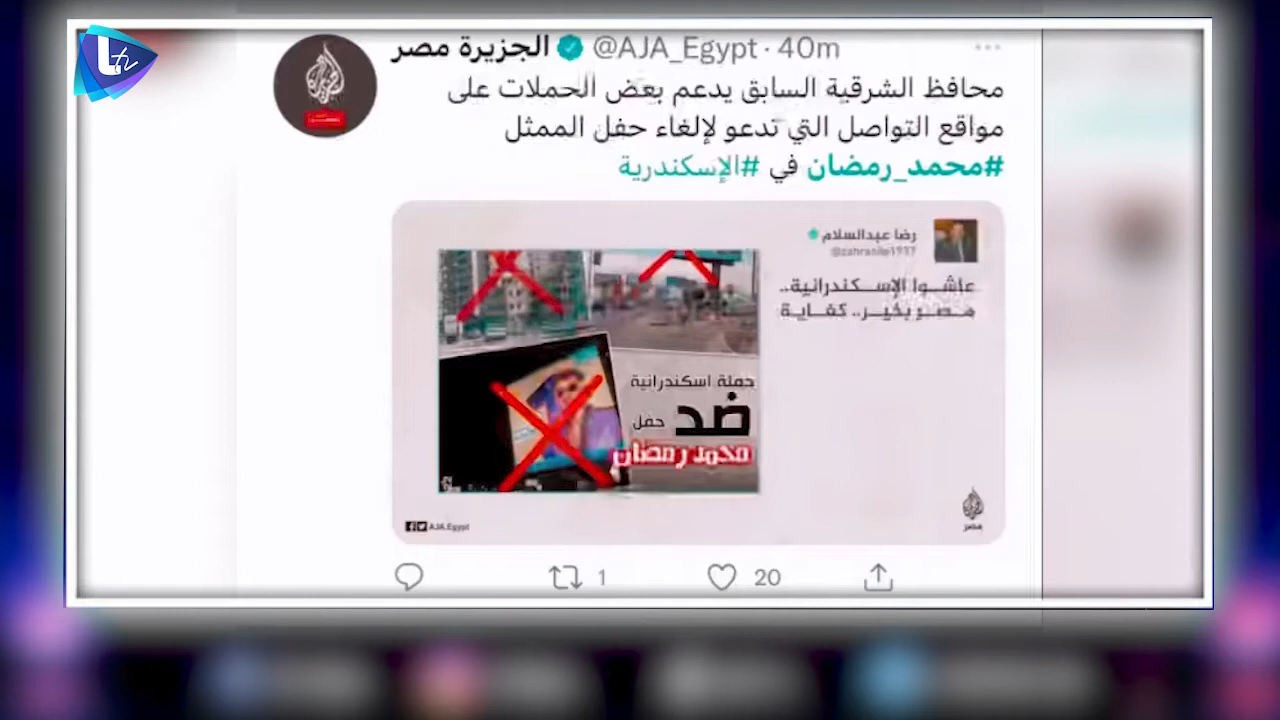 Ltv
الجزيرة مصر @AJA_Egypt · 40m
محافظ الشرقية السابق يدعم بعض الحملات على
مواقع التواصل التي تدعو لإلغاء حفل الممثل
#محمد_رمضان في #الإسكندرية
رضا عبدالسلام
عاشوا الإسكندرانية..
مصر بخير.. كفاية
حملة اسكندرانية
ضد حفل
محمد رمضان
AJA.Egypt
مصر
1 20